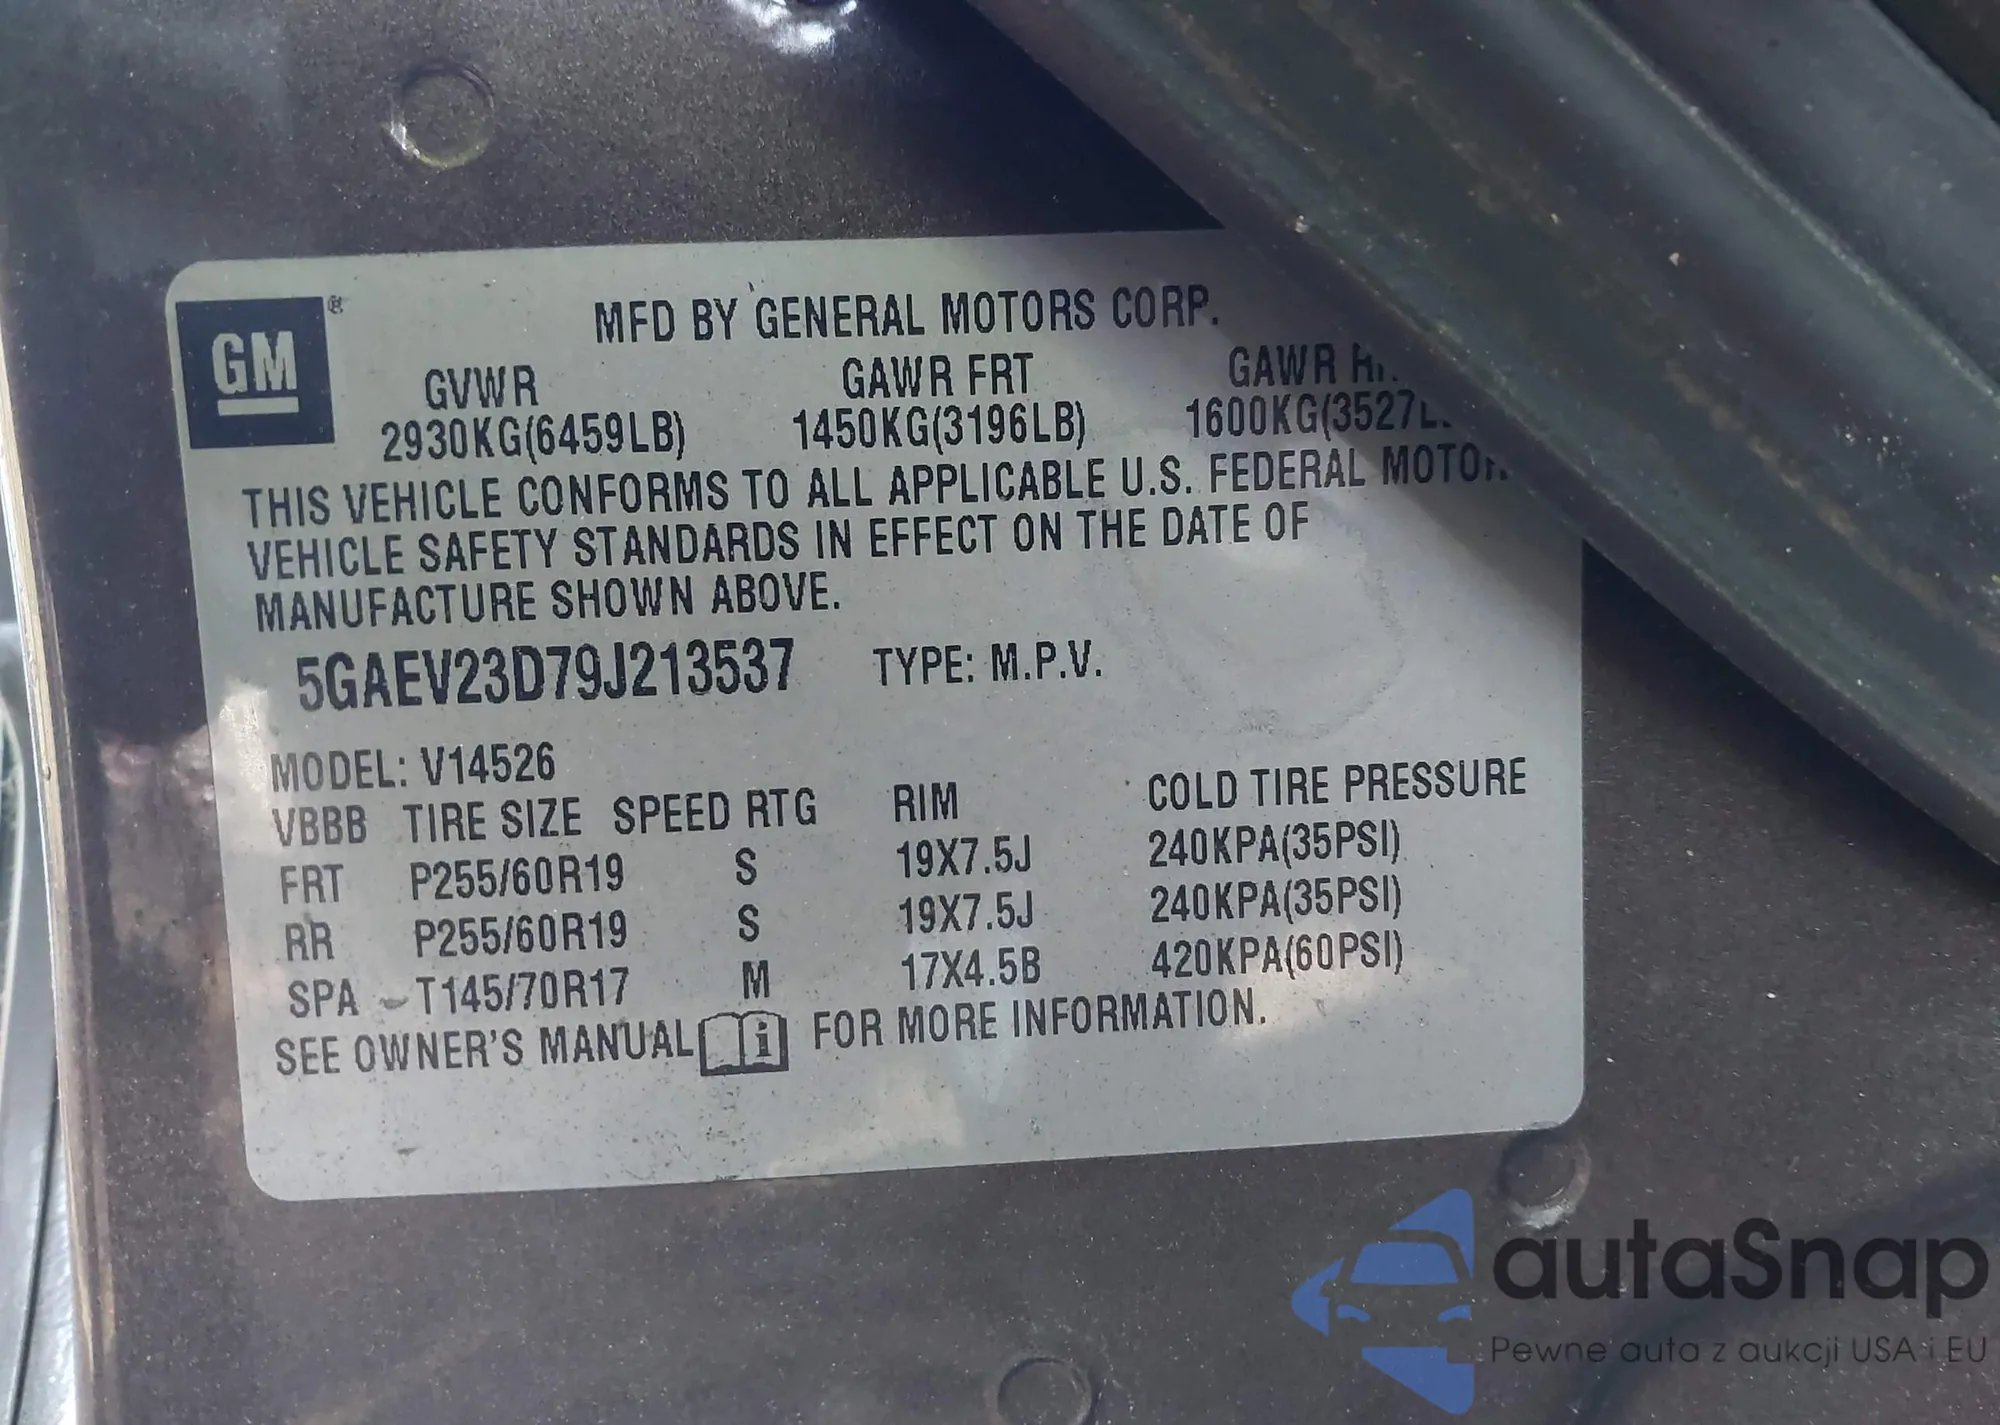 GM ®
MFD BY GENERAL MOTORS CORP.
GVWR GAWR FRT GAWR
2930KG(6459LB) 1450KG(3196LB) 1600KG(3527L
THIS VEHICLE CONFORMS TO ALL APPLICABLE U.S. FEDERAL MOTOR
VEHICLE SAFETY STANDARDS IN EFFECT ON THE DATE OF
MANUFACTURE SHOWN ABOVE.
5GAEV23D79J213537 TYPE: M.P.V.
MODEL: V14526
VBBB TIRE SIZE SPEED RTG RIM COLD TIRE PRESSURE
FRT P255/60R19 S 19X7.5J 240KPA(35PSI)
RR P255/60R19 S 19X7.5J 240KPA(35PSI)
SPA T145/70R17 M 17X4.5B 420KPA(60PSI)
SEE OWNER'S MANUAL i FOR MORE INFORMATION.
autaSnap
Pewne auta z aukcji USA i EU